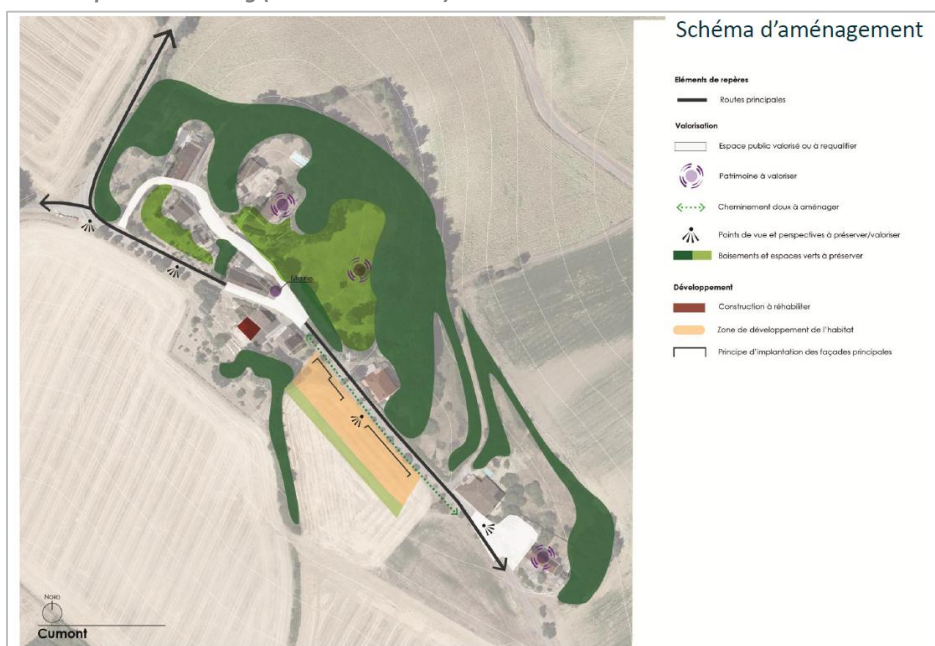 Schéma d'aménagement
Eléments de repères
Routes principales
Valorisation
Espace public valorisé ou à requalifier
Patrimoine à valoriser
Cheminement doux à aménager
Points de vue et perspectives à préserver/valoriser
Boisements et espaces verts à préserver
Développement
Construction à réhabiliter
Zone de développement de l'habitat
Principe d'implantation des façades principales
Mairie
Nord
Cumont